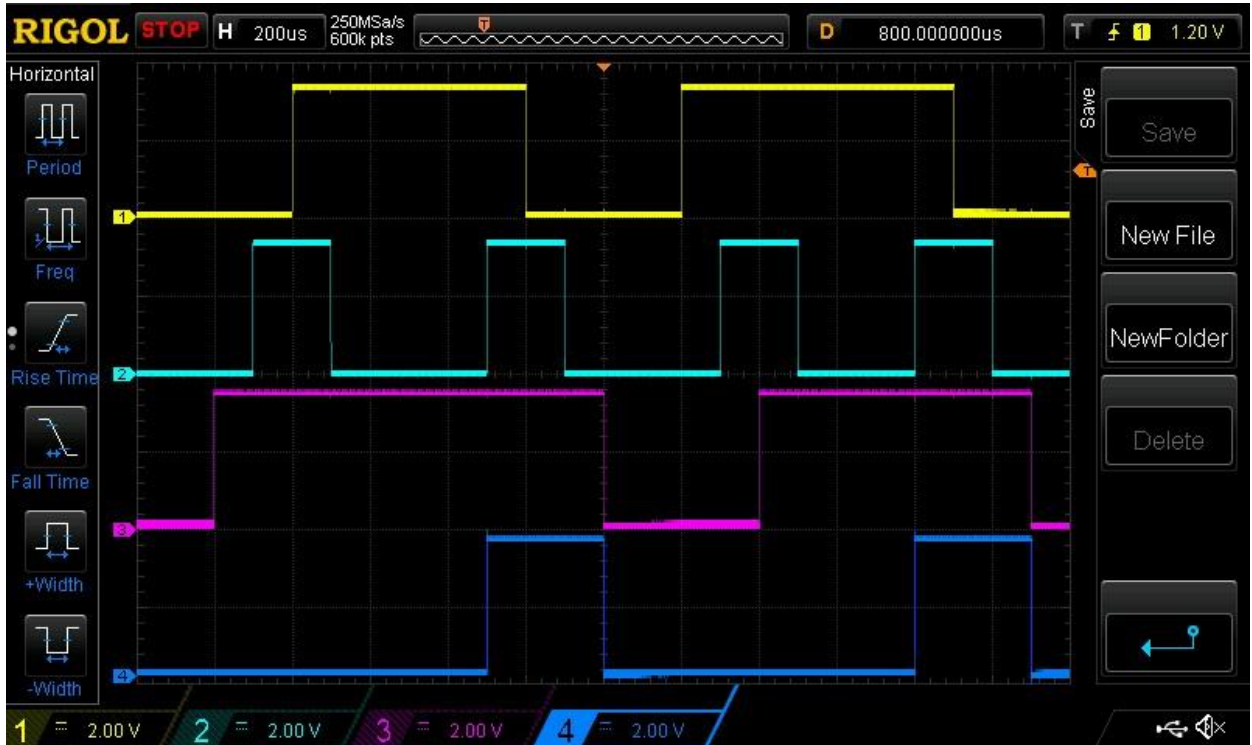 RIGOL STOP H 200us 250MSa/s 600k pts D 800.000000us T 1 1.20 V
Horizontal
Period
Freq
Rise Time
Fall Time
+Width
-Width
1
2
3
4
T
Save
Save
New File
NewFolder
Delete
1 2.00 V 2 2.00 V 3 2.00 V 4 2.00 V